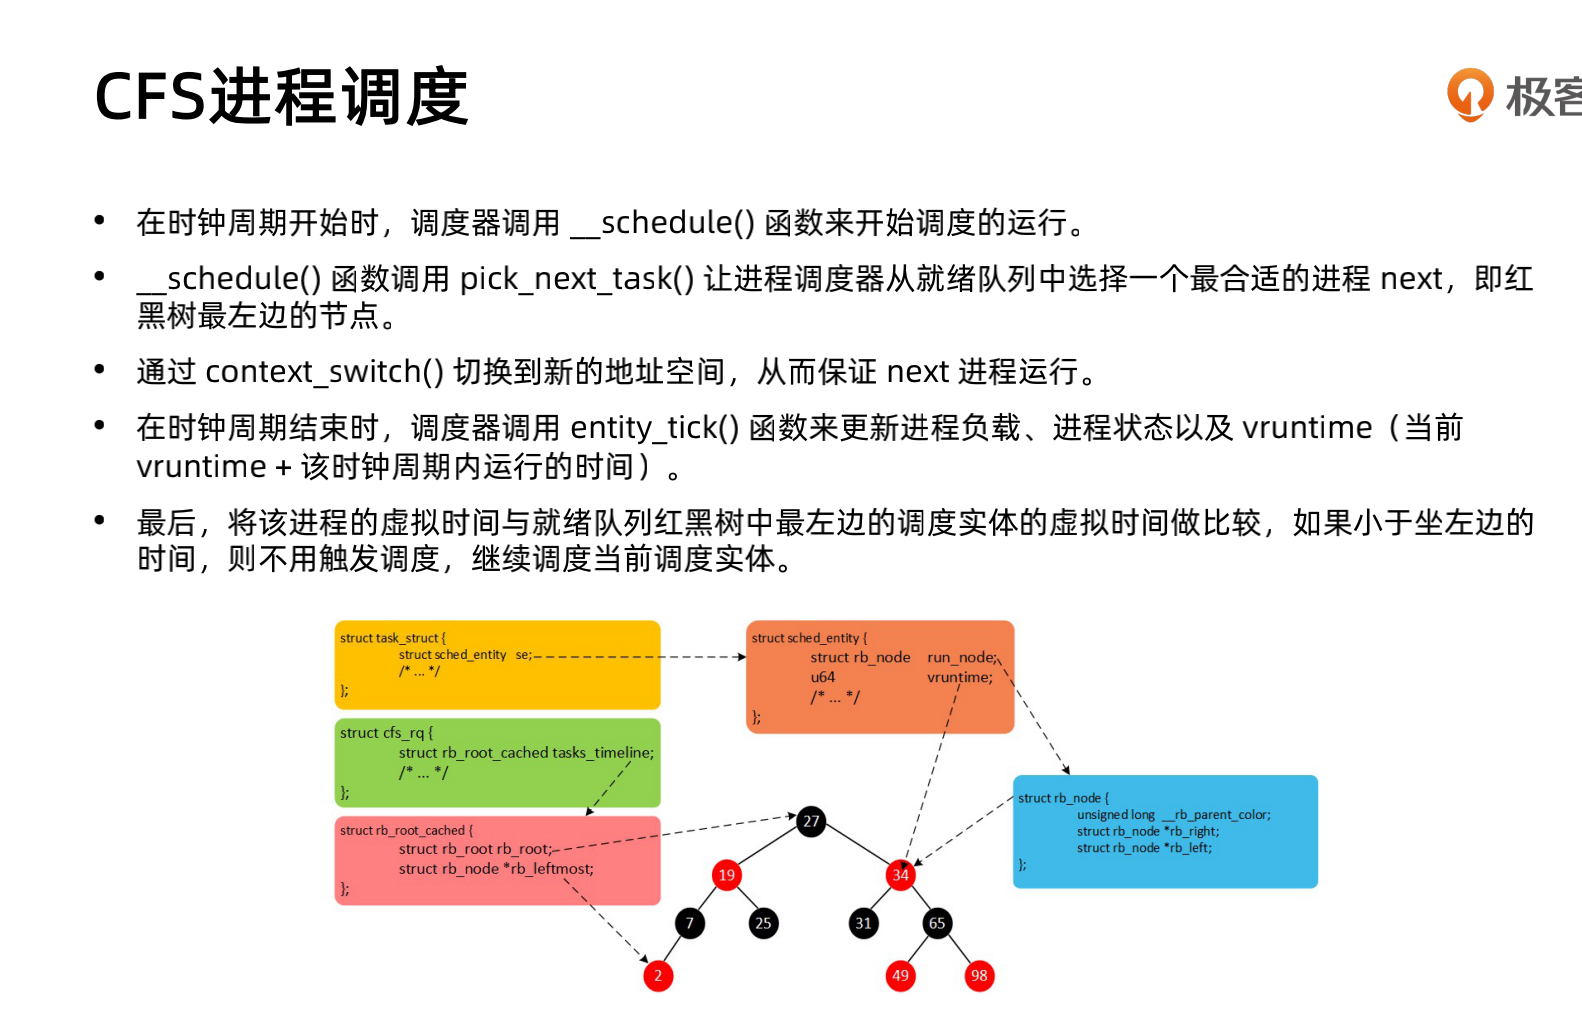 CFS进程调度
极客
• 在时钟周期开始时，调度器调用 __schedule() 函数来开始调度的运行。
• __schedule() 函数调用 pick_next_task() 让进程调度器从就绪队列中选择一个最合适的进程 next，即红
黑树最左边的节点。
• 通过 context_switch() 切换到新的地址空间，从而保证 next 进程运行。
• 在时钟周期结束时，调度器调用 entity_tick() 函数来更新进程负载、进程状态以及 vruntime（当前
vruntime + 该时钟周期内运行的时间）。
• 最后，将该进程的虚拟时间与就绪队列红黑树中最左边的调度实体的虚拟时间做比较，如果小于坐左边的
时间，则不用触发调度，继续调度当前调度实体。
struct task_struct {
struct sched_entity se;
/* ... */
};
struct sched_entity {
struct rb_node run_node;
u64 vruntime;
/* ... */
};
struct cfs_rq {
struct rb_root_cached tasks_timeline;
/* ... */
};
struct rb_root_cached {
struct rb_root rb_root;
struct rb_node *rb_leftmost;
};
struct rb_node {
unsigned long __rb_parent_color;
struct rb_node *rb_right;
struct rb_node *rb_left;
};
27
19 34
7 25 31 65
2 49 98